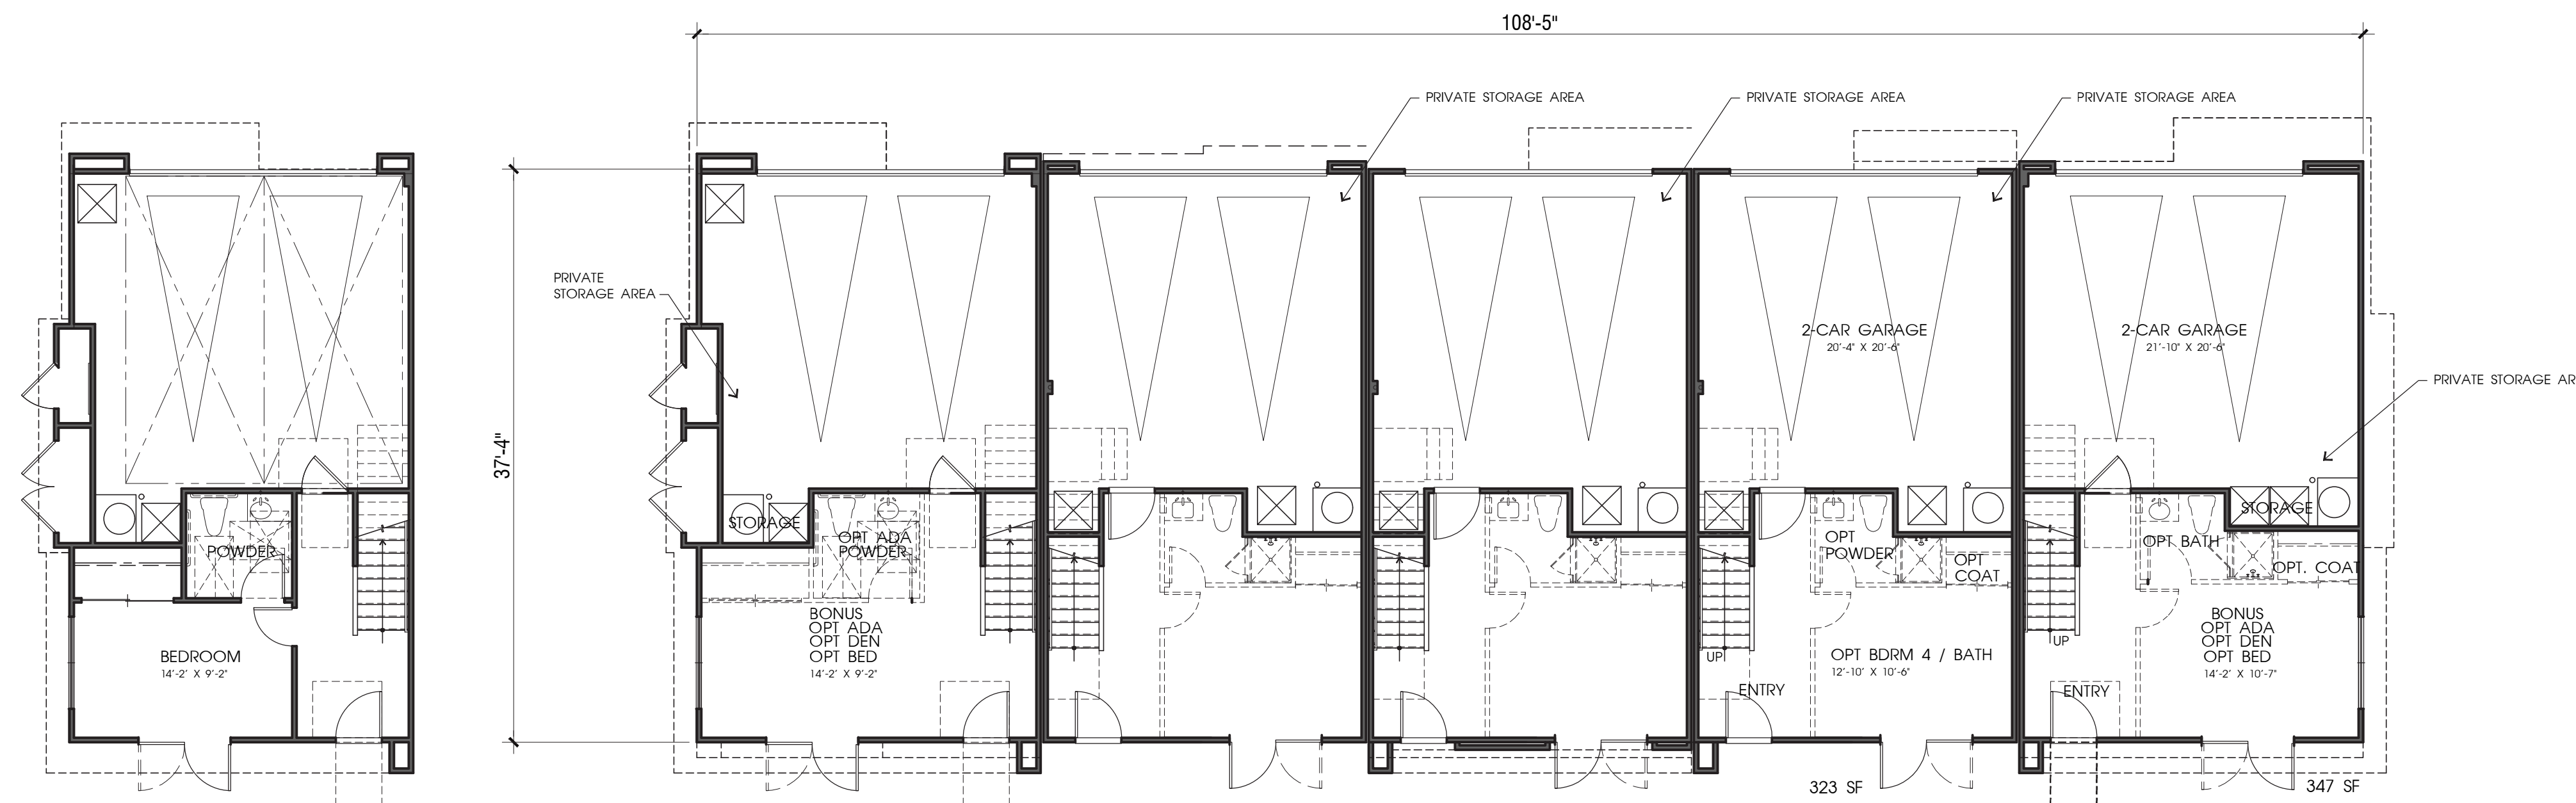 108'-5"
PRIVATE STORAGE AREA
PRIVATE STORAGE AREA
PRIVATE STORAGE AREA
PRIVATE
STORAGE AREA
2-CAR GARAGE
20'-4" X 20'-6"
2-CAR GARAGE
21'-10" X 20'-6"
PRIVATE STORAGE AR
37'-4"
STORAGE
STORAGE
POWDER
OPT ADA
POWDER
OPT
POWDER
OPT
COAT
OPT BATH
OPT. COAT
BEDROOM
14'-2' X 9'-2"
BONUS
OPT ADA
OPT DEN
OPT BED
14'-2' X 9'-2"
UP
OPT BDRM 4 / BATH
12'-10' X 10'-6"
ENTRY
UP
ENTRY
BONUS
OPT ADA
OPT DEN
OPT BED
14'-2' X 10'-7"
323 SF
347 SF